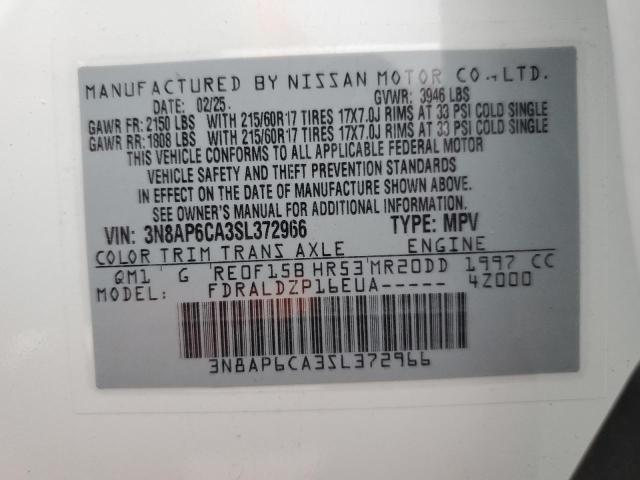 MANUFACTURED BY NISSAN MOTOR CO.,LTD.
DATE: 02/25. GVWR: 3946 LBS
GAWR FR: 2150 LBS WITH 215/60R17 TIRES 17X7.0J RIMS AT 33 PSI COLD SINGLE
GAWR RR: 1808 LBS WITH 215/60R17 TIRES 17X7.0J RIMS AT 33 PSI COLD SINGLE
THIS VEHICLE CONFORMS TO ALL APPLICABLE FEDERAL MOTOR
VEHICLE SAFETY AND THEFT PREVENTION STANDARDS
IN EFFECT ON THE DATE OF MANUFACTURE SHOWN ABOVE.
SEE OWNER'S MANUAL FOR ADDITIONAL INFORMATION.
VIN: 3N8AP6CA3SL372966 TYPE: MPV
COLOR TRIM TRANS AXLE ENGINE
QM1 G RE0F15B HR53 MR20DD 1997 CC
MODEL: FDRALDZP16EUA----- 4Z000
3N8AP6CA3SL372966